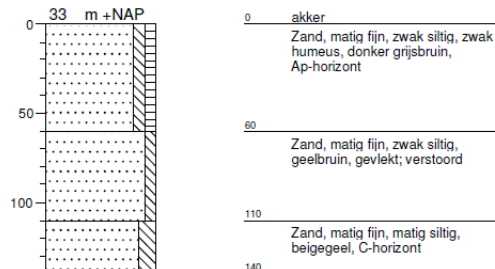 33 m +NAP
0
50
100
0 akker
Zand, matig fijn, zwak siltig, zwak
humeus, donker grijsbruin,
Ap-horizont
60
Zand, matig fijn, zwak siltig,
geelbruin, gevlekt; verstoord
110
Zand, matig fijn, matig siltig,
beigegeel, C-horizont
140